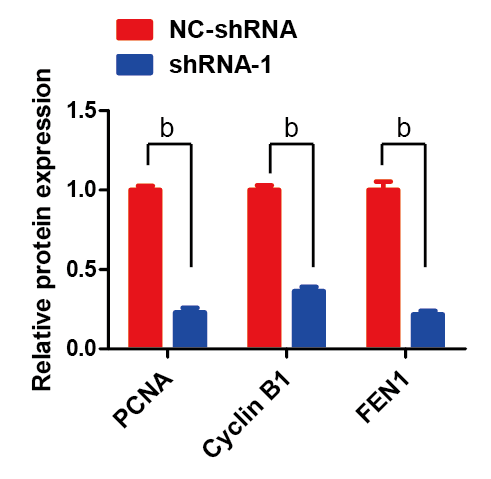 NC-shRNA
shRNA-1
Relative protein expression
1.5
1.0
0.5
0.0
b
b
b
PCNA
Cyclin B1
FEN1